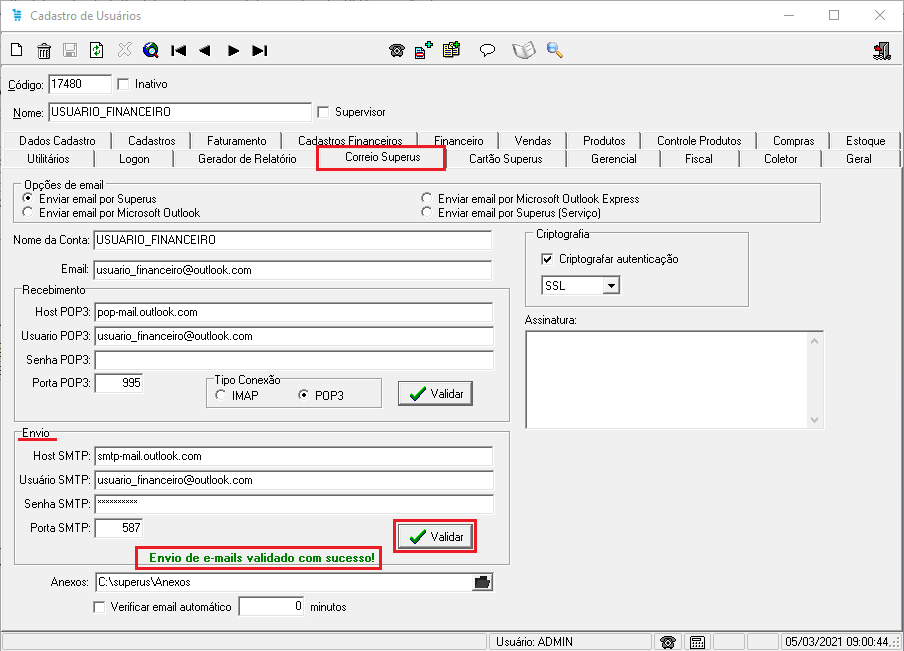 Cadastro de Usuários
Código: 17480 Inativo
Nome: USUARIO_FINANCEIRO Supervisor
Dados Cadastro Cadastros Faturamento Cadastros Financeiros Financeiro Vendas Produtos Controle Produtos Compras Estoque
Utilitários Logon Gerador de Relatório Correio Superus Cartão Superus Gerencial Fiscal Coletor Geral
Opções de email
Enviar email por Superus Enviar email por Microsoft Outlook Express
Enviar email por Microsoft Outlook Enviar email por Superus (Serviço)
Nome da Conta: USUARIO_FINANCEIRO
Email: usuario_financeiro@outlook.com
Criptografia
Criptografar autenticação
SSL
Assinatura:
Recebimento
Host POP3: pop-mail.outlook.com
Usuario POP3: usuario_financeiro@outlook.com
Senha POP3:
Porta POP3: 995
Tipo Conexão
IMAP POP3
Validar
Envio
Host SMTP: smtp-mail.outlook.com
Usuário SMTP: usuario_financeiro@outlook.com
Senha SMTP: **********
Porta SMTP: 587
Validar
Envio de e-mails validado com sucesso!
Anexos: C:\superus\Anexos
Verificar email automático 0 minutos
Usuário: ADMIN 05/03/2021 09:00:44